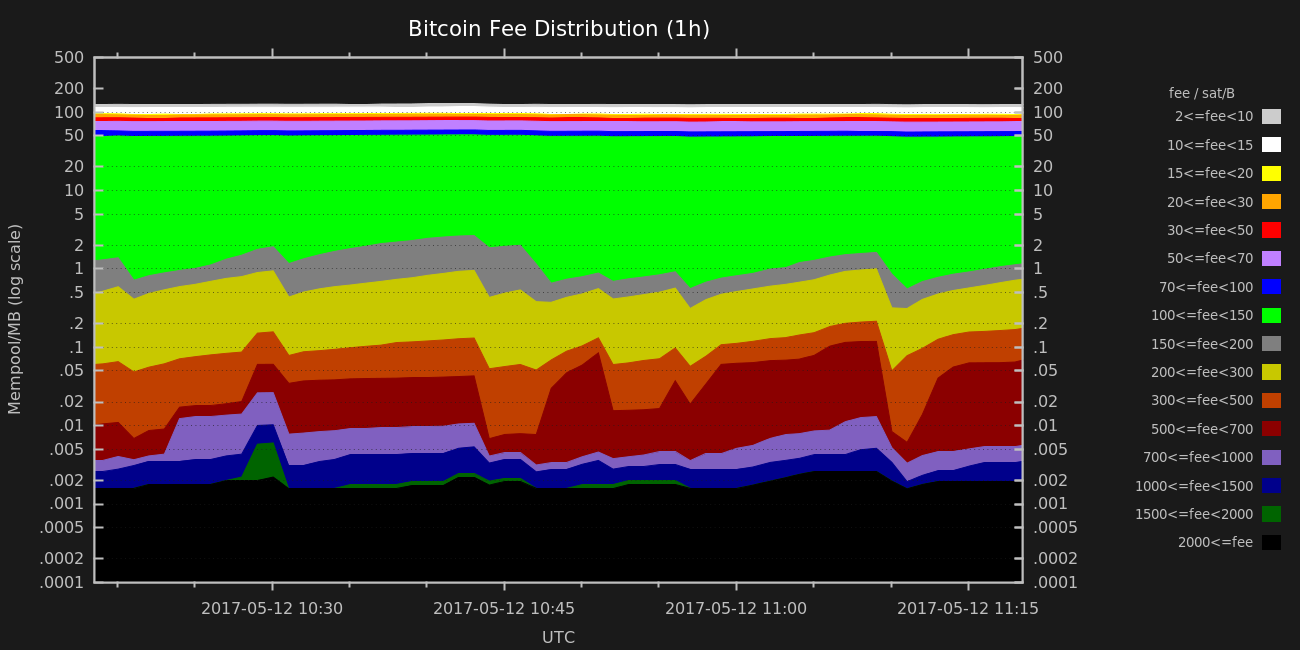 Bitcoin Fee Distribution (1h)
500 500
200 200
100 100
50 50
20 20
10 10
5 5
2 2
1 1
.5 .5
.2 .2
.1 .1
.05 .05
.02 .02
.01 .01
.005 .005
.002 .002
.001 .001
.0005 .0005
.0002 .0002
.0001 .0001
Mempool/MB (log scale)
2017-05-12 10:30 2017-05-12 10:45 2017-05-12 11:00 2017-05-12 11:15
UTC
fee / sat/B
2<=fee<10
10<=fee<15
15<=fee<20
20<=fee<30
30<=fee<50
50<=fee<70
70<=fee<100
100<=fee<150
150<=fee<200
200<=fee<300
300<=fee<500
500<=fee<700
700<=fee<1000
1000<=fee<1500
1500<=fee<2000
2000<=fee